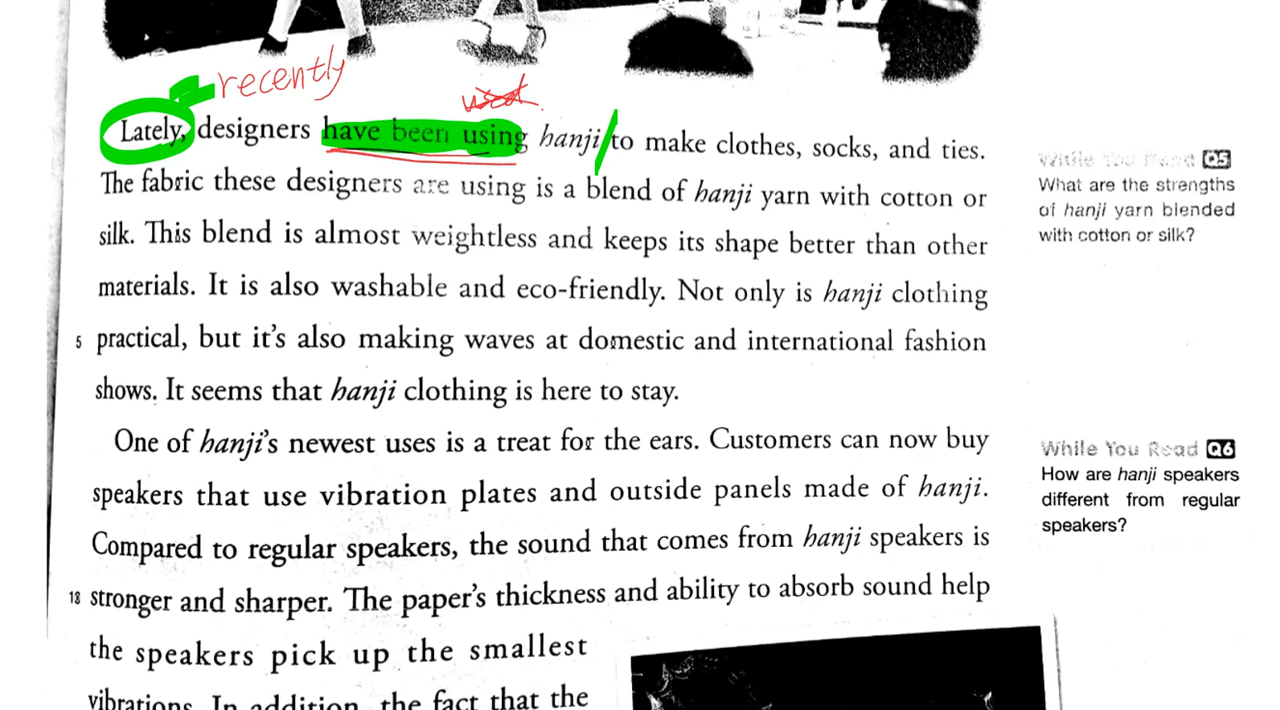 recently
Lately, designers have been using hanji to make clothes, socks, and ties.
The fabric these designers are using is a blend of hanji yarn with cotton or
silk. This blend is almost weightless and keeps its shape better than other
materials. It is also washable and eco-friendly. Not only is hanji clothing
5 practical, but it's also making waves at domestic and international fashion
shows. It seems that hanji clothing is here to stay.
One of hanji's newest uses is a treat for the ears. Customers can now buy
speakers that use vibration plates and outside panels made of hanji.
Compared to regular speakers, the sound that comes from hanji speakers is
18 stronger and sharper. The paper's thickness and ability to absorb sound help
the speakers pick up the smallest
vibrations. In addition, the fact that the
While You Read Q5
What are the strengths
of hanji yarn blended
with cotton or silk?
While You Read Q6
How are hanji speakers
different from regular
speakers?